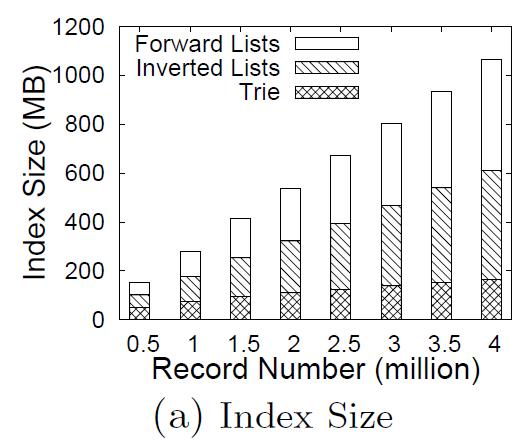 1200
1000
800
600
400
200
0
Index Size (MB)
Forward Lists
Inverted Lists
Trie
0.5 1 1.5 2 2.5 3 3.5 4
Record Number (million)
(a) Index Size